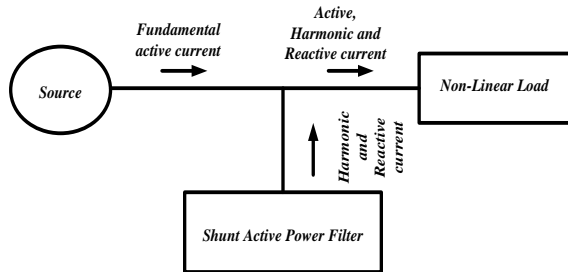 Fundamental
active current
Active,
Harmonic and
Reactive current
Source
Non-Linear Load
Harmonic
and
Reactive
current
Shunt Active Power Filter